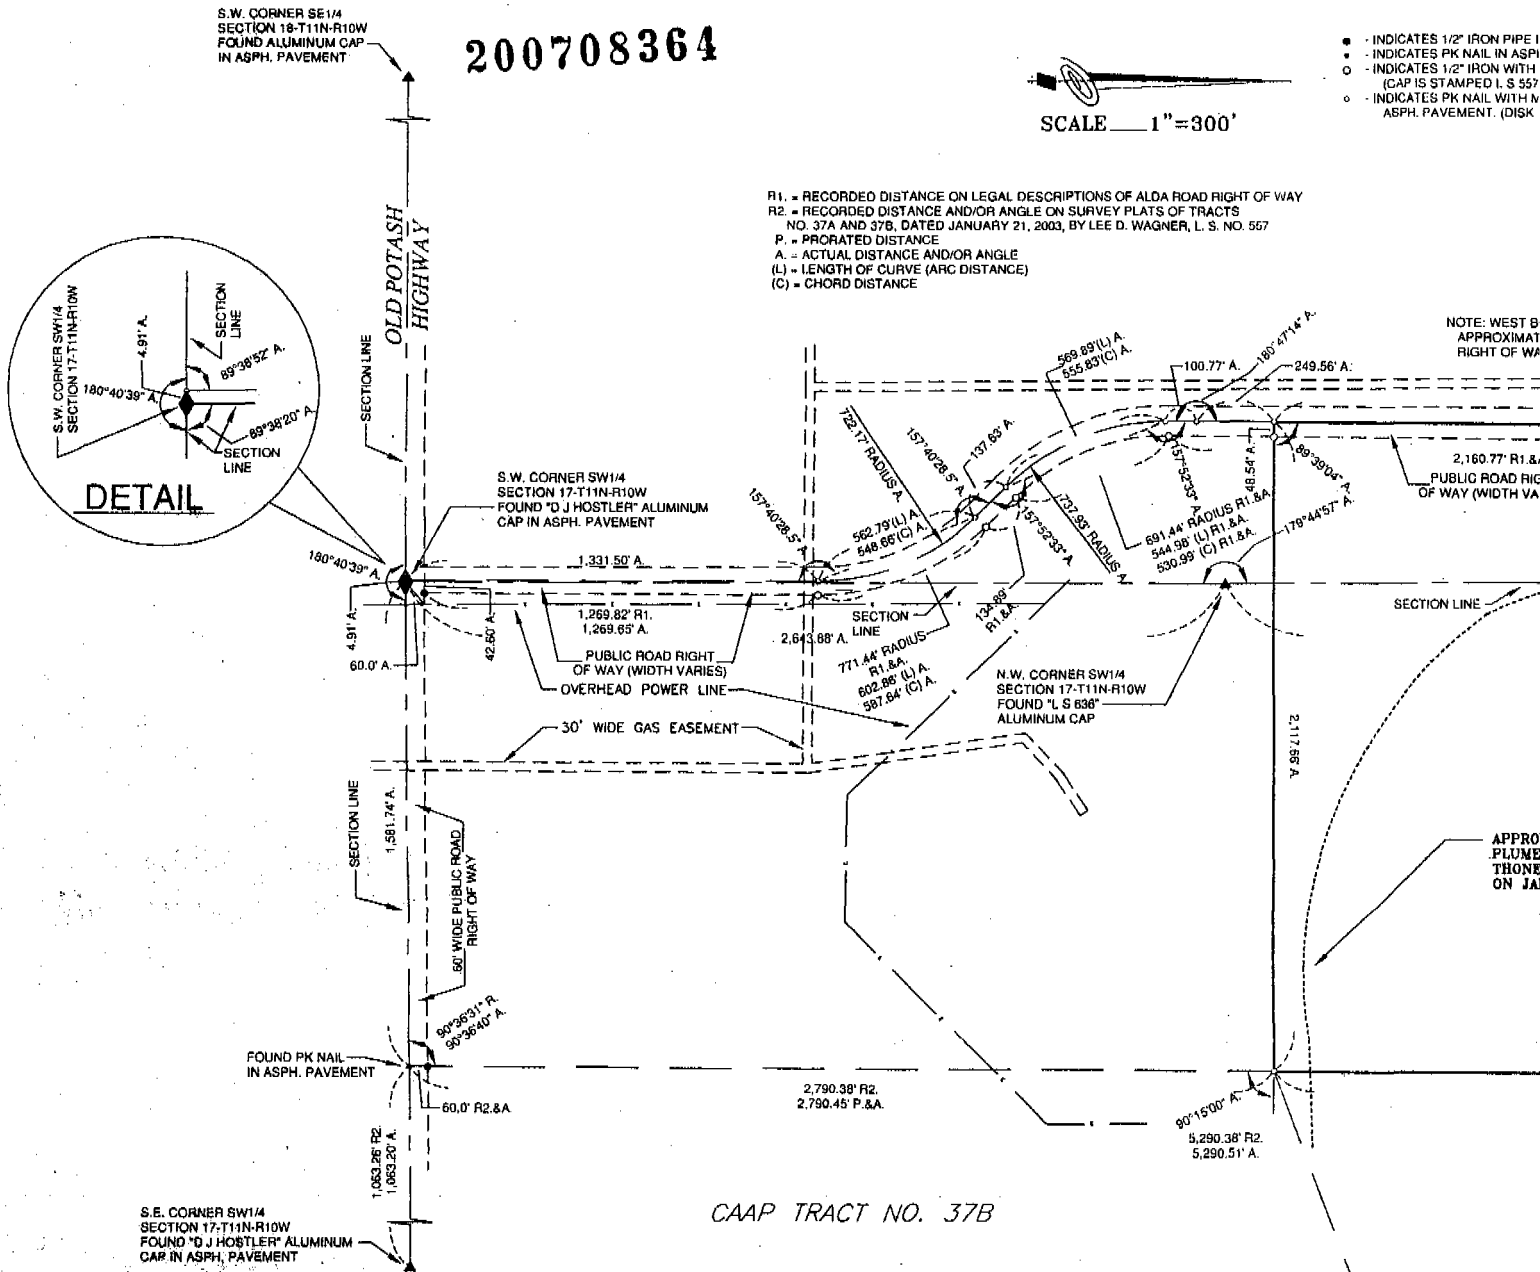 S.W. CORNER SE1/4
SECTION 18-T11N-R10W
FOUND ALUMINUM CAP
IN ASPH. PAVEMENT
200708364
SCALE 1"=300'
- INDICATES 1/2" IRON PIPE
- INDICATES PK NAIL IN
- INDICATES 1/2" IRON WITH
(CAP IS STAMPED L. S 557
- INDICATES PK NAIL WITH
ASPH. PAVEMENT. (DISK
R1. = RECORDED DISTANCE ON LEGAL DESCRIPTIONS OF ALDA ROAD RIGHT OF WAY
R2. = RECORDED DISTANCE AND/OR ANGLE ON SURVEY PLATS OF TRACTS
NO. 37A AND 37B, DATED JANUARY 21, 2003, BY LEE D. WAGNER, L. S. NO. 557
P. = PRORATED DISTANCE
A. = ACTUAL DISTANCE AND/OR ANGLE
(L) = LENGTH OF CURVE (ARC DISTANCE)
(C) = CHORD DISTANCE
OLD POTASH
HIGHWAY
SECTION LINE
S.W. CORNER SW1/4
SECTION 17-T11N-R10W
4.91' A.
SECTION
LINE
89°38'52" A.
180°40'39" A.
89°38'20" A.
SECTION
LINE
DETAIL
NOTE: WEST
RIGHT OF
569.89'(L) A.
555.83'(C) A.
100.77' A.
180°47'14" A.
249.56' A.
722.17' RADIUS A.
157°40'28.5" A.
137.63' A.
157°52'33" A.
48.54' A.
89°39'04" A.
2,160.77' R1.&
PUBLIC ROAD
OF WAY (WIDTH
S.W. CORNER SW1/4
SECTION 17-T11N-R10W
FOUND "D J HOSTLER" ALUMINUM
CAP IN ASPH. PAVEMENT
157°40'28.5" A.
562.79'(L) A.
548.66'(C) A.
157°52'33" A.
737.93' RADIUS A.
691.44' RADIUS R1.&A.
544.98' (L) R1.&A.
530.99' (C) R1.&A.
179°44'57" A.
180°40'39" A.
1,331.50' A.
4.91' A.
60.0' A.
42.60' A.
1,269.82' R1.
1,269.65' A.
2,643.68' A.
SECTION
LINE
134.89'
R1.&A.
SECTION LINE
PUBLIC ROAD RIGHT
OF WAY (WIDTH VARIES)
OVERHEAD POWER LINE
771.44' RADIUS
R1.&A.
602.86' (L) A.
587.64' (C) A.
N.W. CORNER SW1/4
SECTION 17-T11N-R10W
FOUND "L S 636"
ALUMINUM CAP
30' WIDE GAS EASEMENT
2,117.66' A.
SECTION LINE
1,581.74' A.
60' WIDE PUBLIC ROAD
RIGHT OF WAY
PLUME
ON
90°36'31" R.
90°36'40" A.
FOUND PK NAIL
IN ASPH. PAVEMENT
60.0' R2.&A.
2,790.38' R2.
2,790.45' P.&A.
90°15'00" A.
5,290.38' R2.
5,290.51' A.
1,063.26' R2.
1,063.20' A.
CAAP TRACT NO. 37B
S.E. CORNER SW1/4
SECTION 17-T11N-R10W
FOUND "D J HOSTLER" ALUMINUM
CAP IN ASPH. PAVEMENT